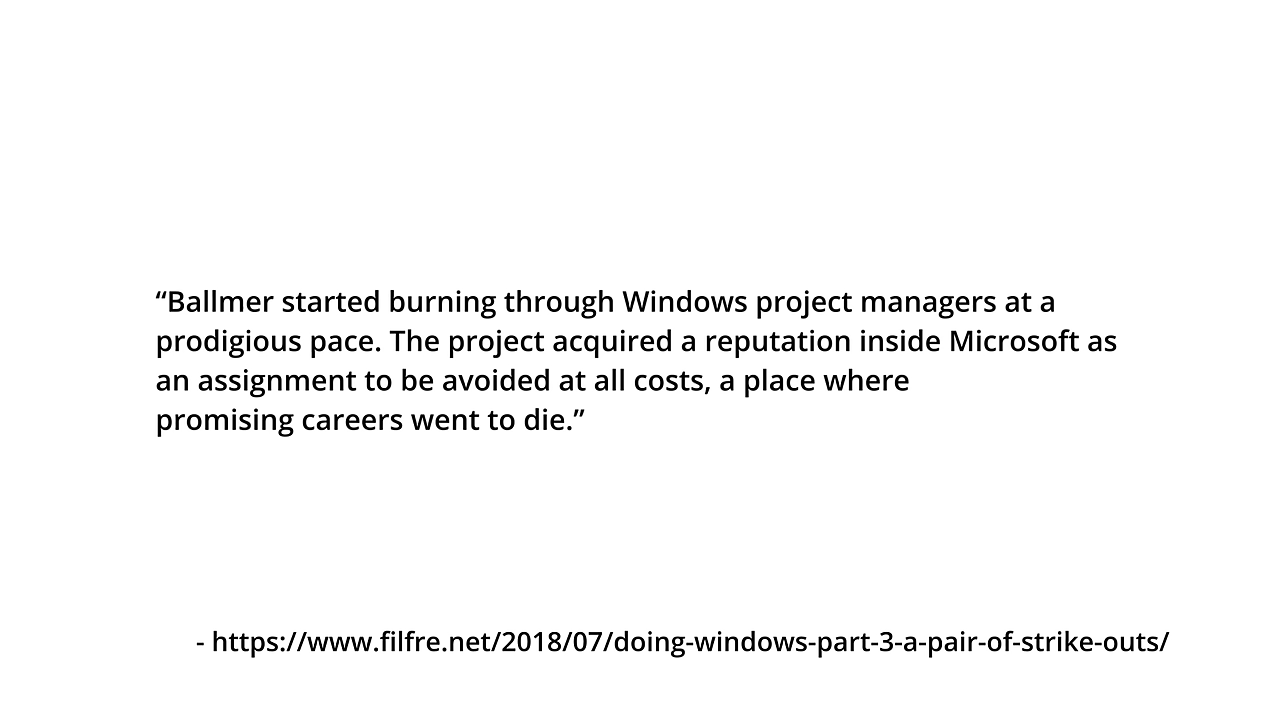 “Ballmer started burning through Windows project managers at a
prodigious pace. The project acquired a reputation inside Microsoft as
an assignment to be avoided at all costs, a place where
promising careers went to die.”
- https://www.filfre.net/2018/07/doing-windows-part-3-a-pair-of-strike-outs/